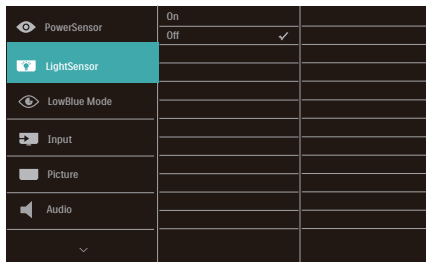 PowerSensor
LightSensor
LowBlue Mode
Input
Picture
Audio
On
Off